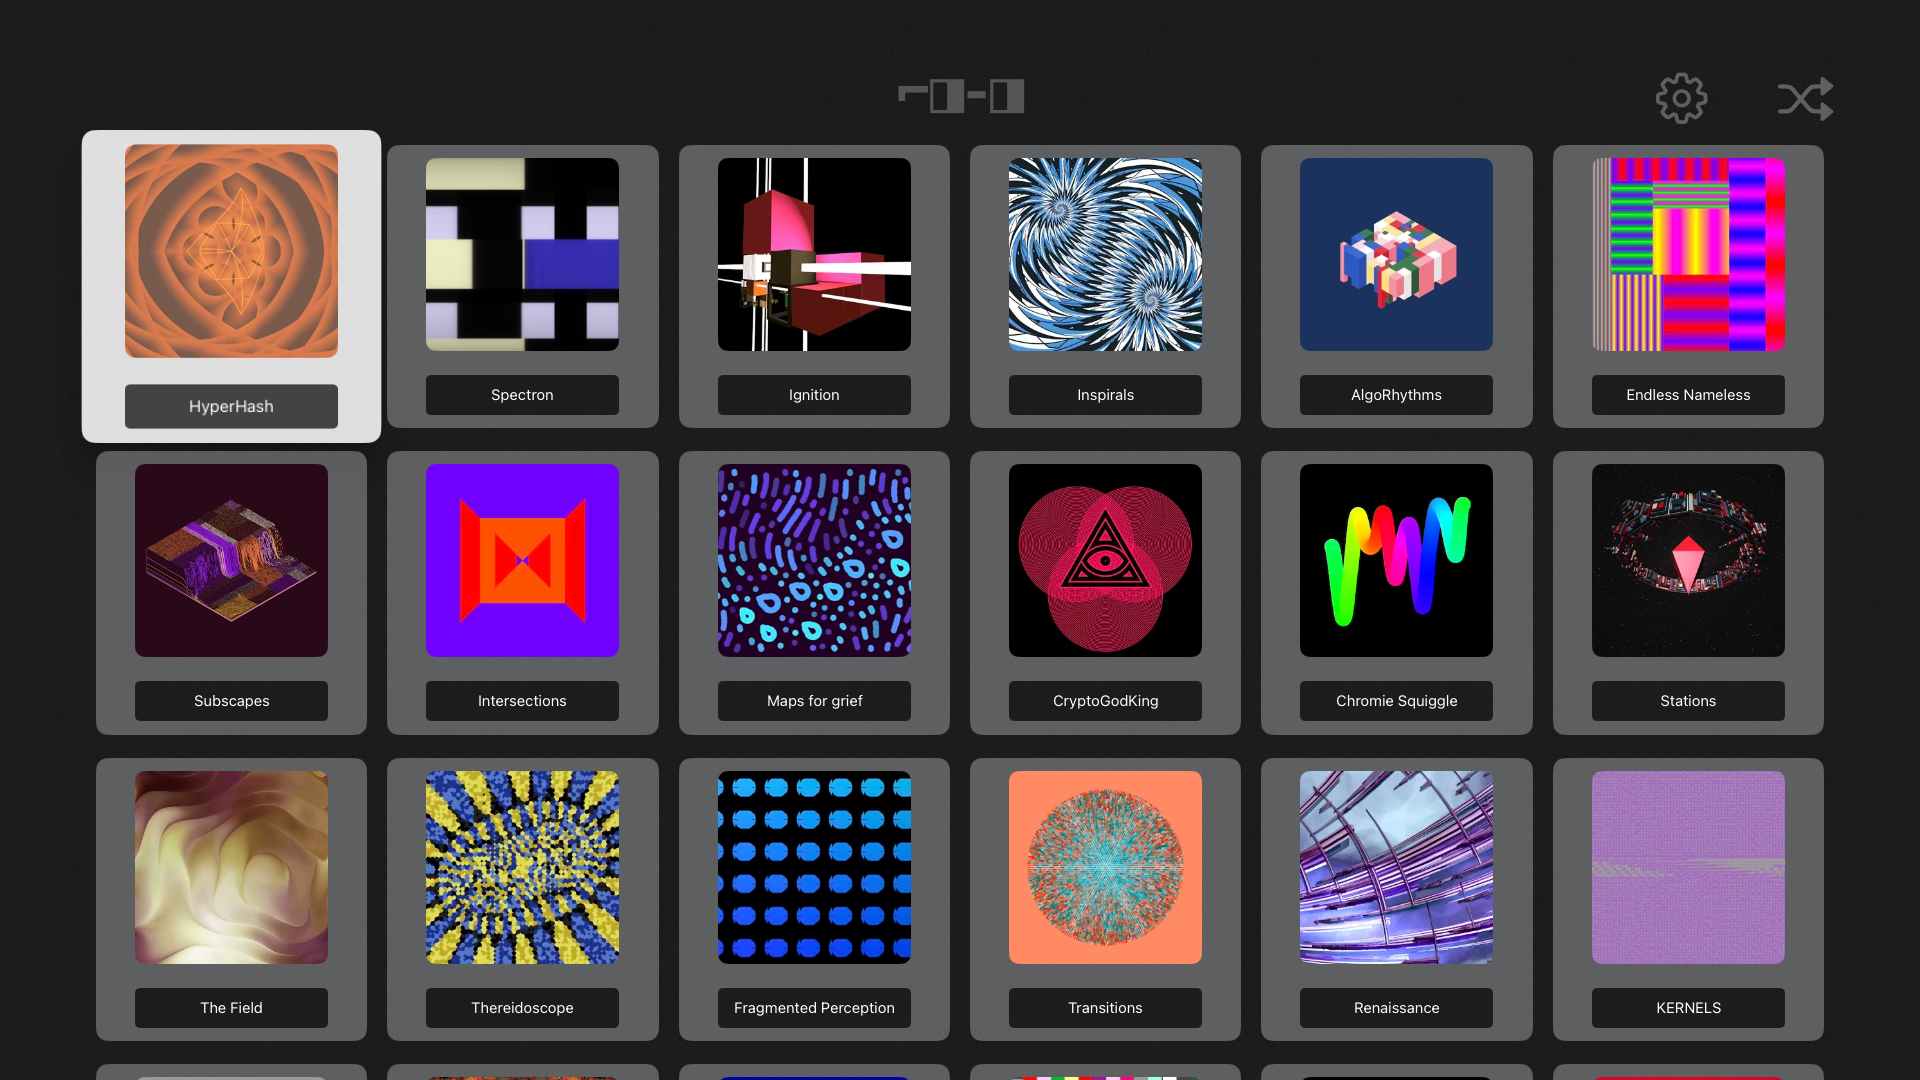 HyperHash
Spectron
Ignition
Inspirals
AlgoRhythms
Endless Nameless
Subscapes
Intersections
Maps for grief
CryptoGodKing
Chromie Squiggle
Stations
The Field
Thereidoscope
Fragmented Perception
Transitions
Renaissance
KERNELS